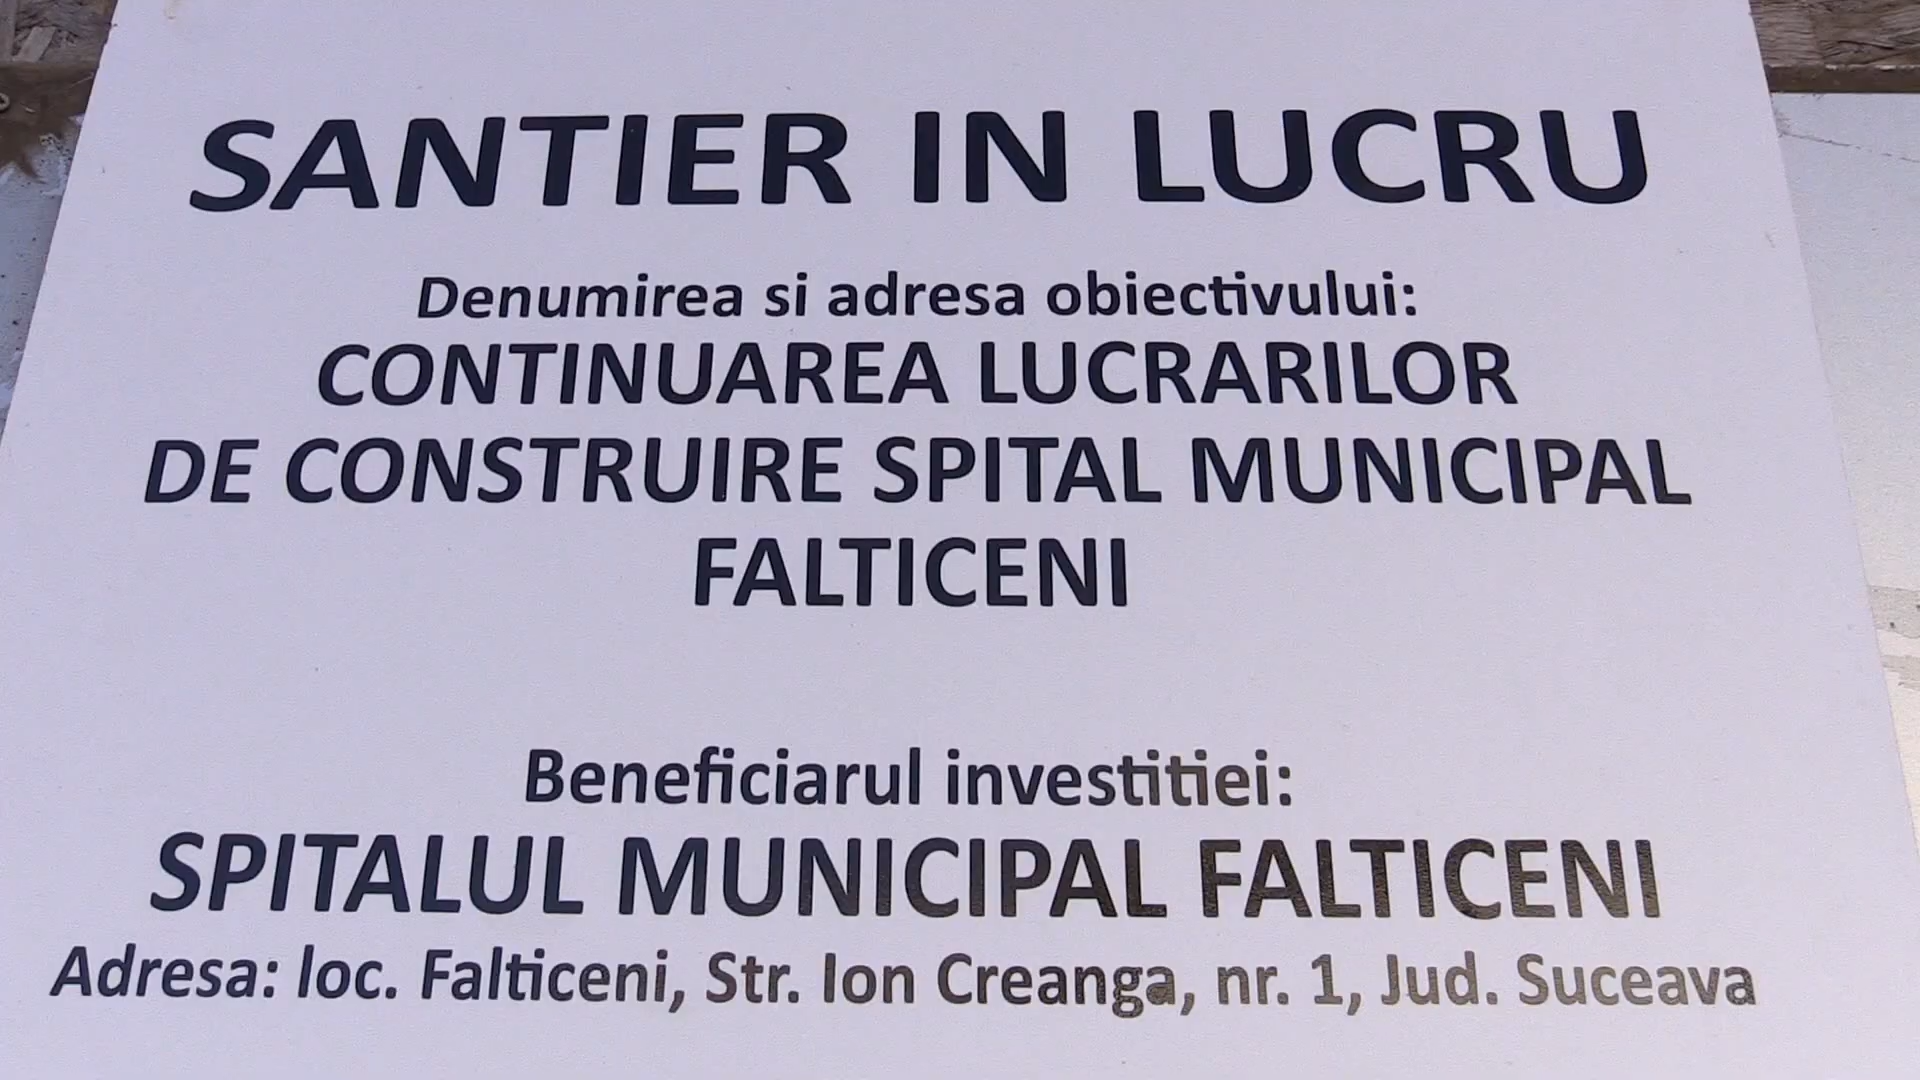 SANTIER IN LUCRU
Denumirea si adresa obiectivului:
CONTINUAREA LUCRARILOR
DE CONSTRUIRE SPITAL MUNICIPAL
FALTICENI
Beneficiarul investitiei:
SPITALUL MUNICIPAL FALTICENI
Adresa: loc. Falticeni, Str. Ion Creanga, nr. 1, Jud. Suceava